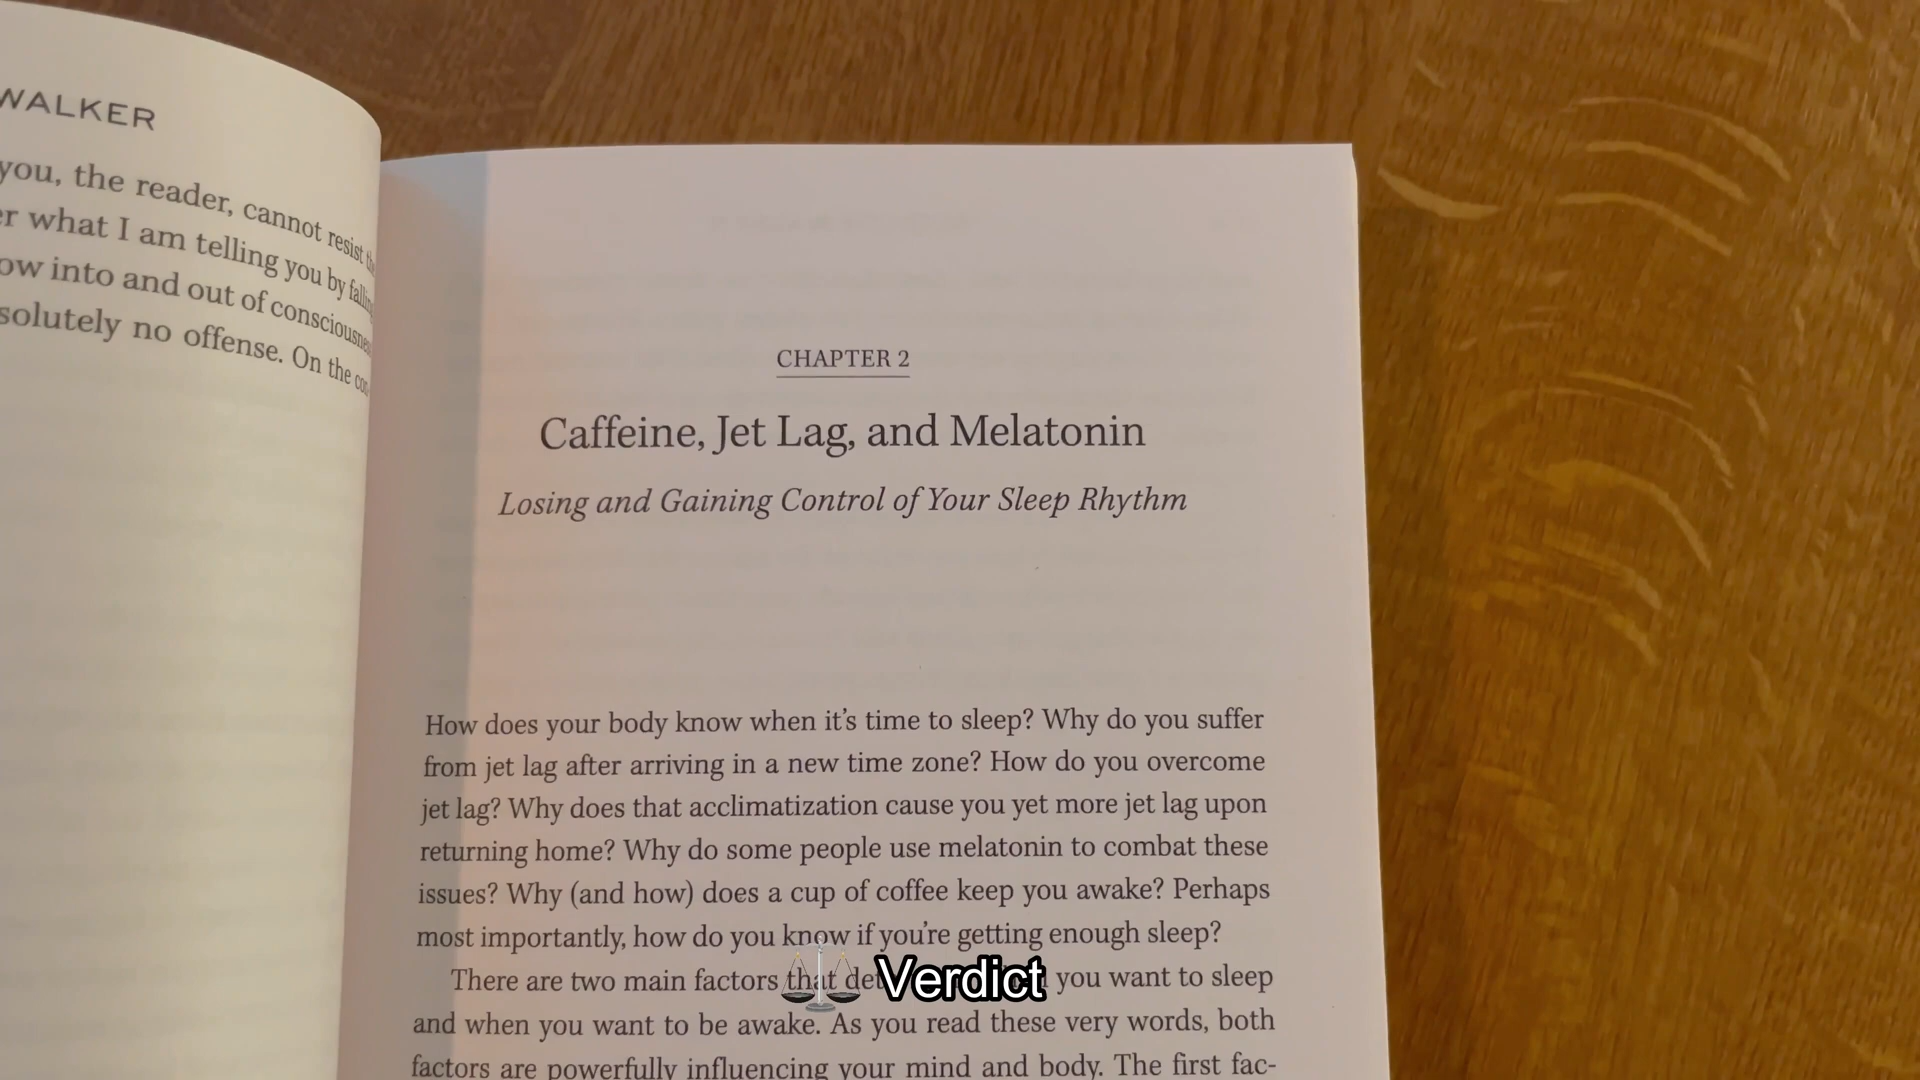 WALKER
you, the reader, cannot resist
what I am telling you by
into and out of
no offense. On the
CHAPTER 2
Caffeine, Jet Lag, and Melatonin
Losing and Gaining Control of Your Sleep Rhythm
How does your body know when it's time to sleep? Why do you suffer
from jet lag after arriving in a new time zone? How do you overcome
jet lag? Why does that acclimatization cause you yet more jet lag upon
returning home? Why do some people use melatonin to combat these
issues? Why (and how) does a cup of coffee keep you awake? Perhaps
most importantly, how do you know if you're getting enough sleep?
There are two main factors that you want to sleep
Verdict
and when you want to be awake. As you read these very words, both
factors are powerfully influencing your mind and body. The first fac-